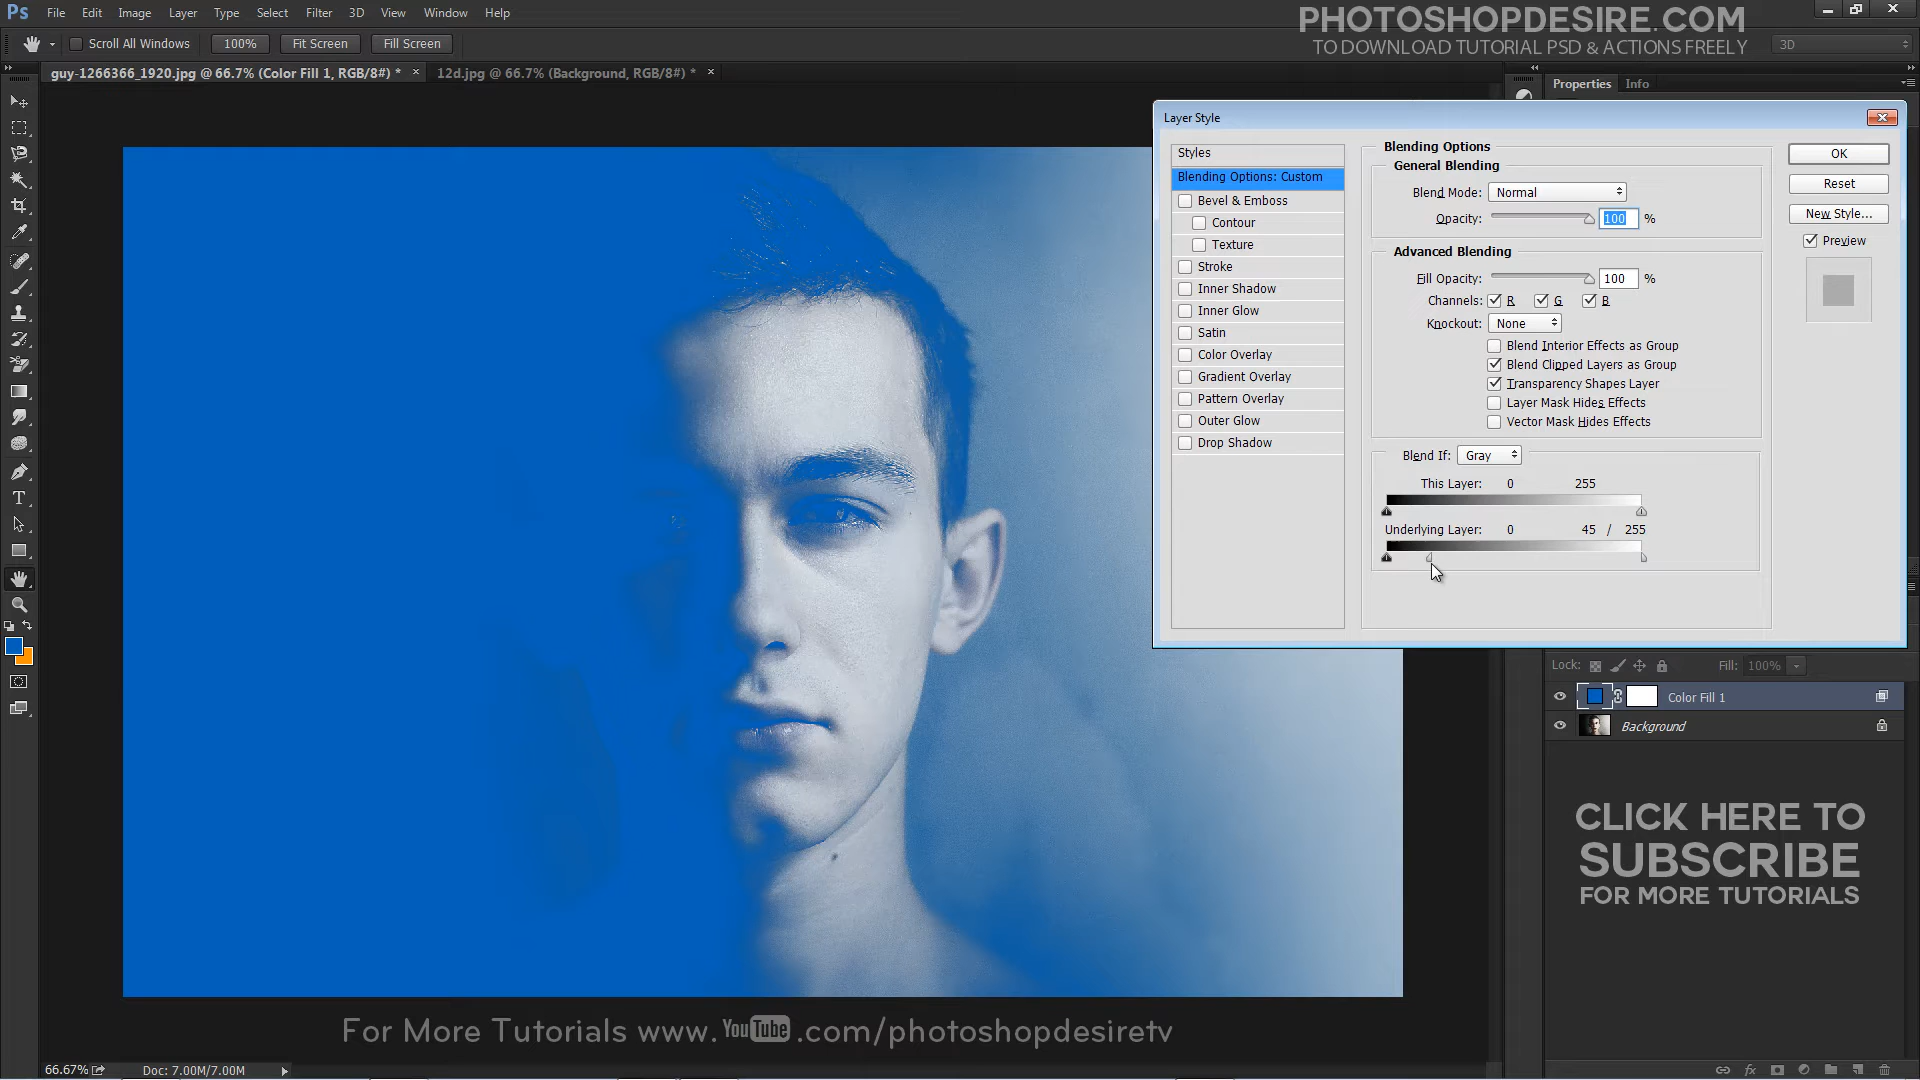 Ps File Edit Image Layer Type Select Filter 3D View Window Help
PHOTOSHOPDESIRE.COM
TO DOWNLOAD TUTORIAL PSD & ACTIONS FREELY
Scroll All Windows 100% Fit Screen Fill Screen
3D
guy-1266366_1920.jpg @ 66.7% (Color Fill 1, RGB/8#) * ×
12d.jpg @ 66.7% (Background, RGB/8#) * ×
Properties Info
Layer Style
Styles
Blending Options: Custom
Bevel & Emboss
Contour
Texture
Stroke
Inner Shadow
Inner Glow
Satin
Color Overlay
Gradient Overlay
Pattern Overlay
Outer Glow
Drop Shadow
Blending Options
General Blending
Blend Mode: Normal
Opacity: 100 %
Advanced Blending
Fill Opacity: 100 %
Channels: R G B
Knockout: None
Blend Interior Effects as Group
Blend Clipped Layers as Group
Transparency Shapes Layer
Layer Mask Hides Effects
Vector Mask Hides Effects
Blend If: Gray
This Layer: 0 255
Underlying Layer: 0 45 / 255
OK
Reset
New Style...
Preview
Lock: Fill: 100%
Color Fill 1
Background
CLICK HERE TO
SUBSCRIBE
FOR MORE TUTORIALS
For More Tutorials www.YouTube.com/photoshopdesiretv
66.67% Doc: 7.00M/7.00M